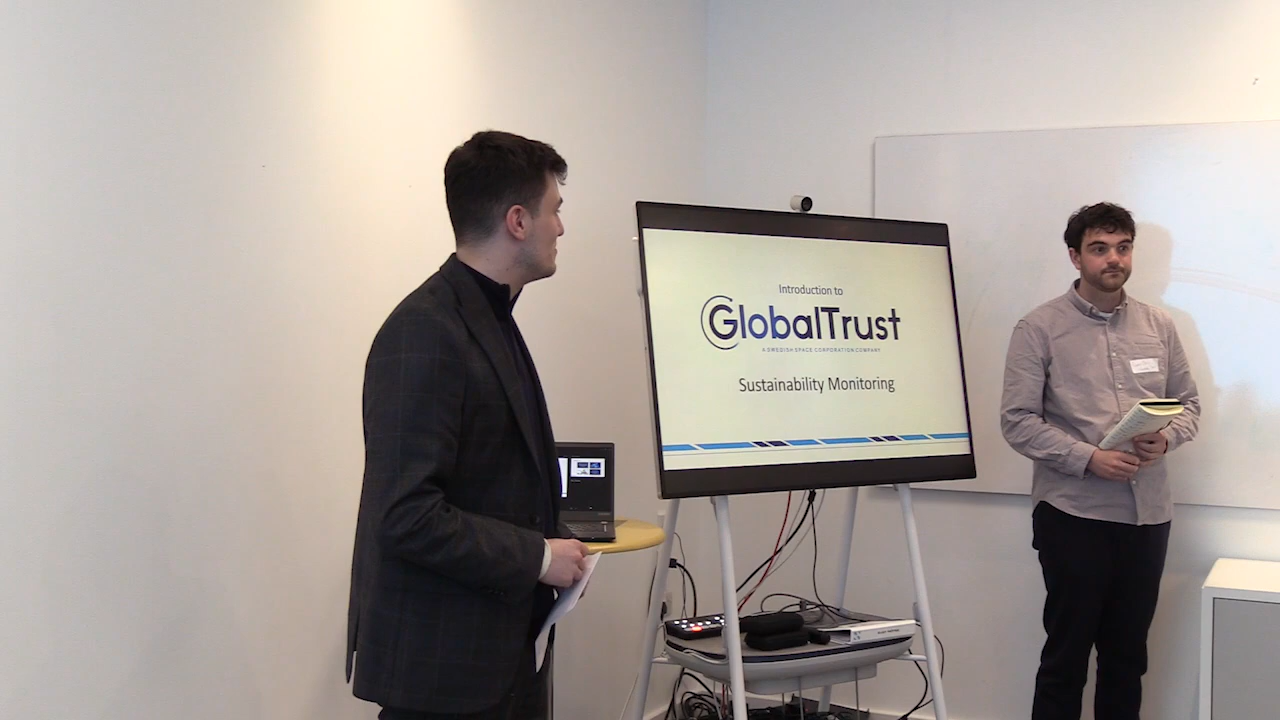 Introduction to
GlobalTrust
A SWEDISH SPACE CORPORATION COMPANY
Sustainability Monitoring